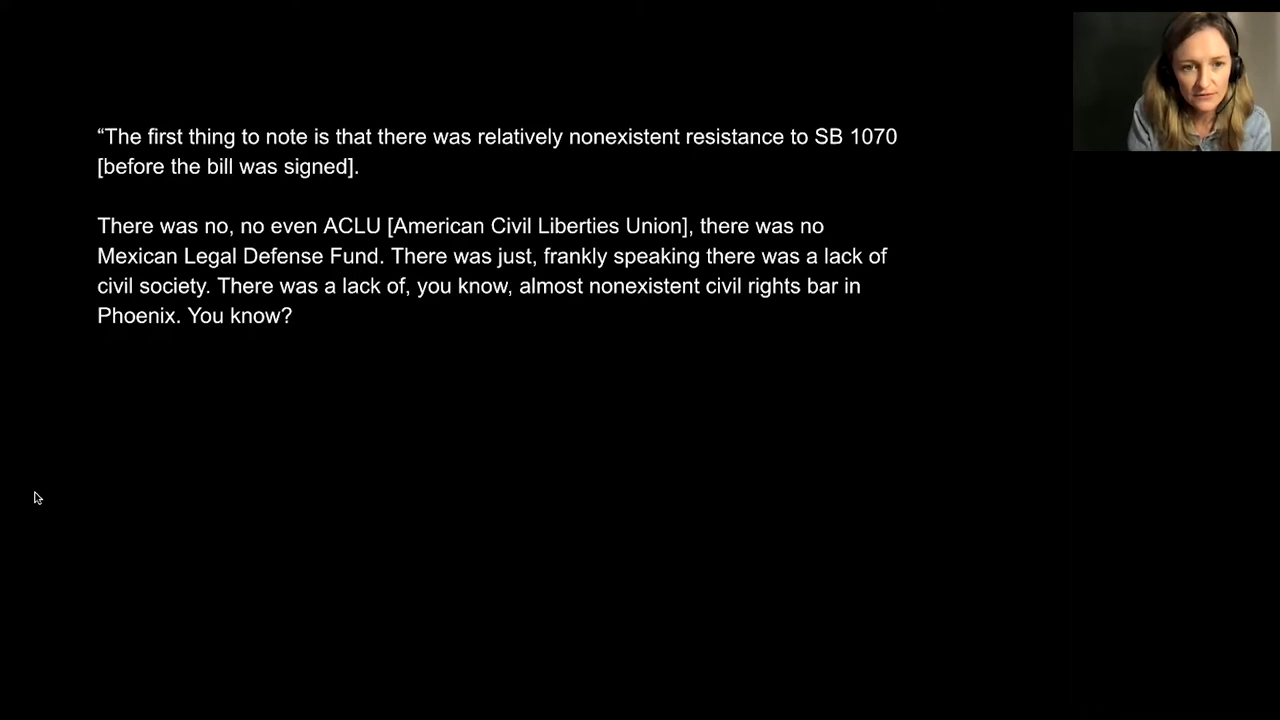 “The first thing to note is that there was relatively nonexistent resistance to SB 1070
[before the bill was signed].
There was no, no even ACLU [American Civil Liberties Union], there was no
Mexican Legal Defense Fund. There was just, frankly speaking there was a lack of
civil society. There was a lack of, you know, almost nonexistent civil rights bar in
Phoenix. You know?